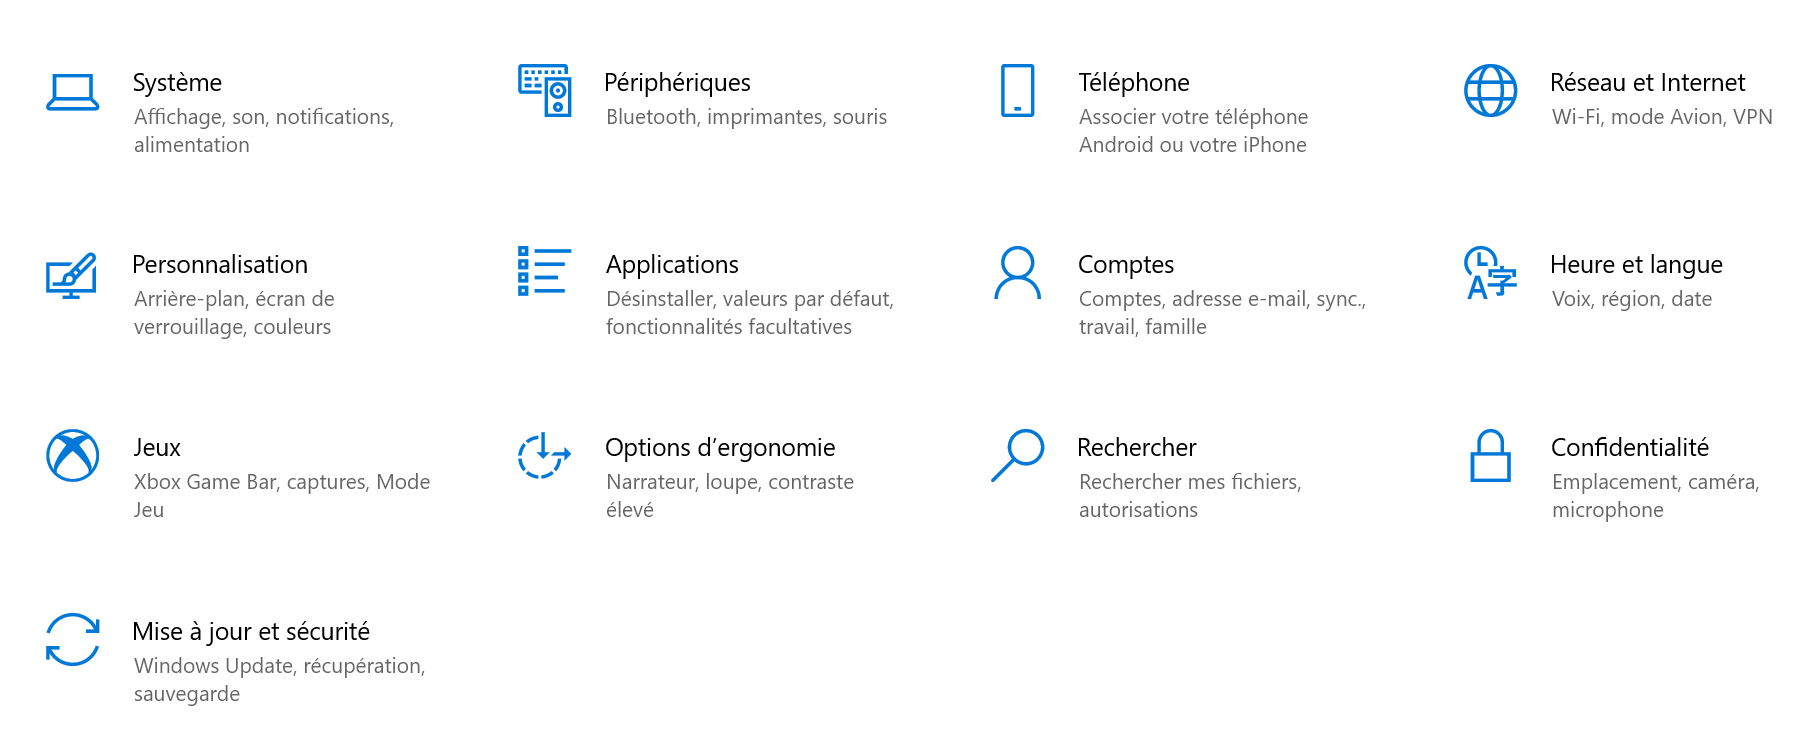 Système
Affichage, son, notifications,
alimentation
Périphériques
Bluetooth, imprimantes, souris
Téléphone
Associer votre téléphone
Android ou votre iPhone
Réseau et Internet
Wi-Fi, mode Avion, VPN
Personnalisation
Arrière-plan, écran de
verrouillage, couleurs
Applications
Désinstaller, valeurs par défaut,
fonctionnalités facultatives
Comptes
Comptes, adresse e-mail, sync.,
travail, famille
Heure et langue
Voix, région, date
Jeux
Xbox Game Bar, captures, Mode
Jeu
Options d’ergonomie
Narrateur, loupe, contraste
élevé
Rechercher
Rechercher mes fichiers,
autorisations
Confidentialité
Emplacement, caméra,
microphone
Mise à jour et sécurité
Windows Update, récupération,
sauvegarde